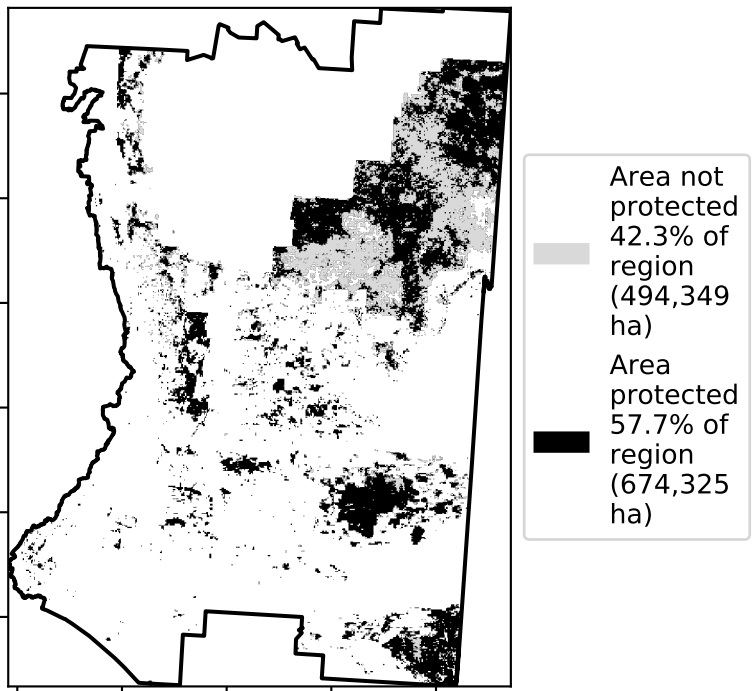 Area not
protected
42.3% of
region
(494,349
ha)
Area
protected
57.7% of
region
(674,325
ha)